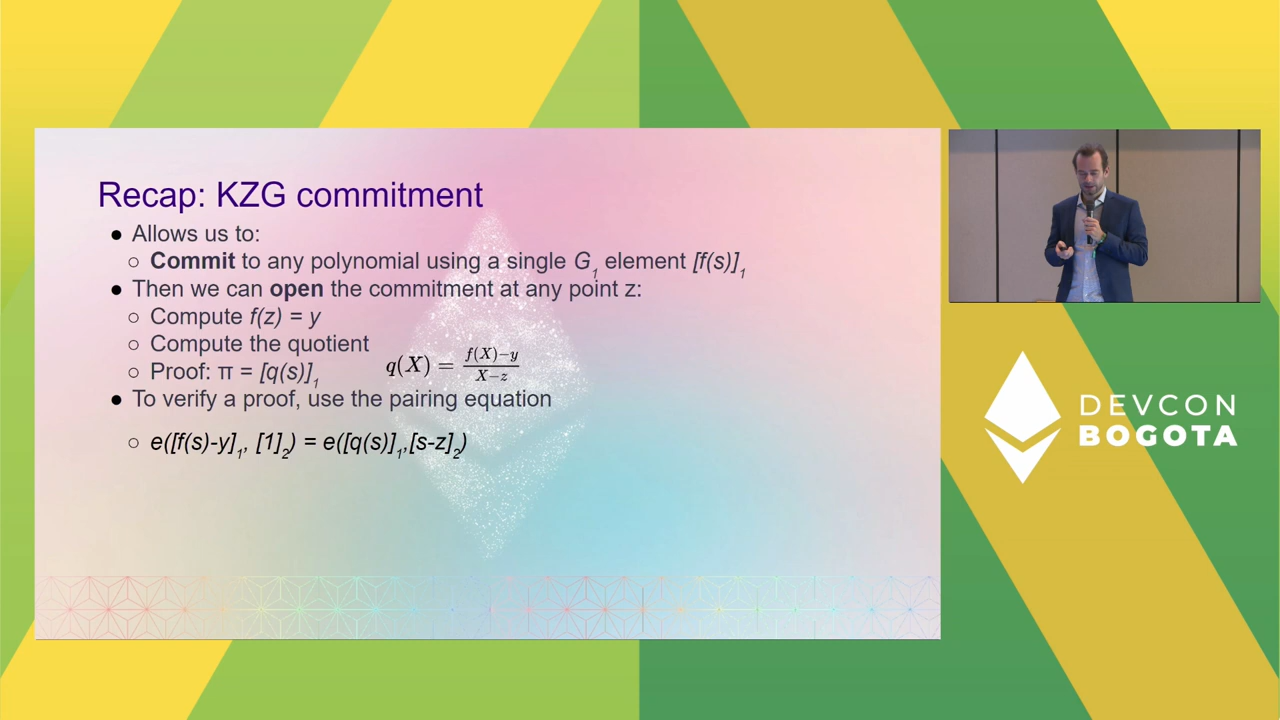 Recap: KZG commitment
● Allows us to:
○ Commit to any polynomial using a single G₁ element [f(s)]₁
● Then we can open the commitment at any point z:
○ Compute f(z) = y
○ Compute the quotient
q(X) = \frac{f(X)-y}{X-z}
○ Proof: π = [q(s)]₁
● To verify a proof, use the pairing equation
○ e([f(s)-y]₁, [1]₂) = e([q(s)]₁,[s-z]₂)
DEVCON
BOGOTA